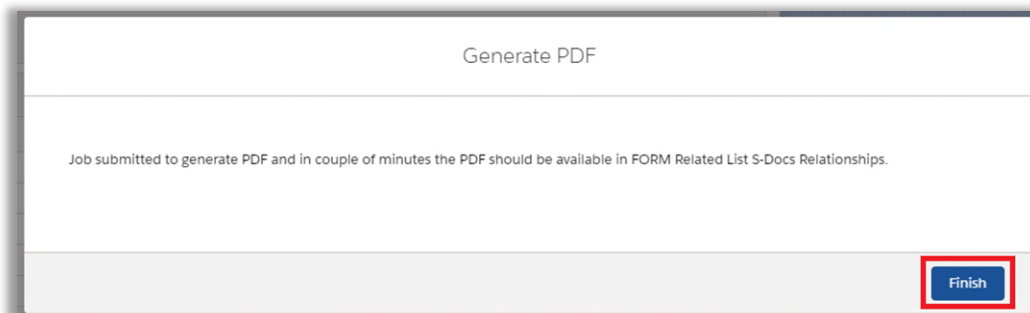 Generate PDF
Job submitted to generate PDF and in couple of minutes the PDF should be available in FORM Related List S-Docs Relationships.
Finish